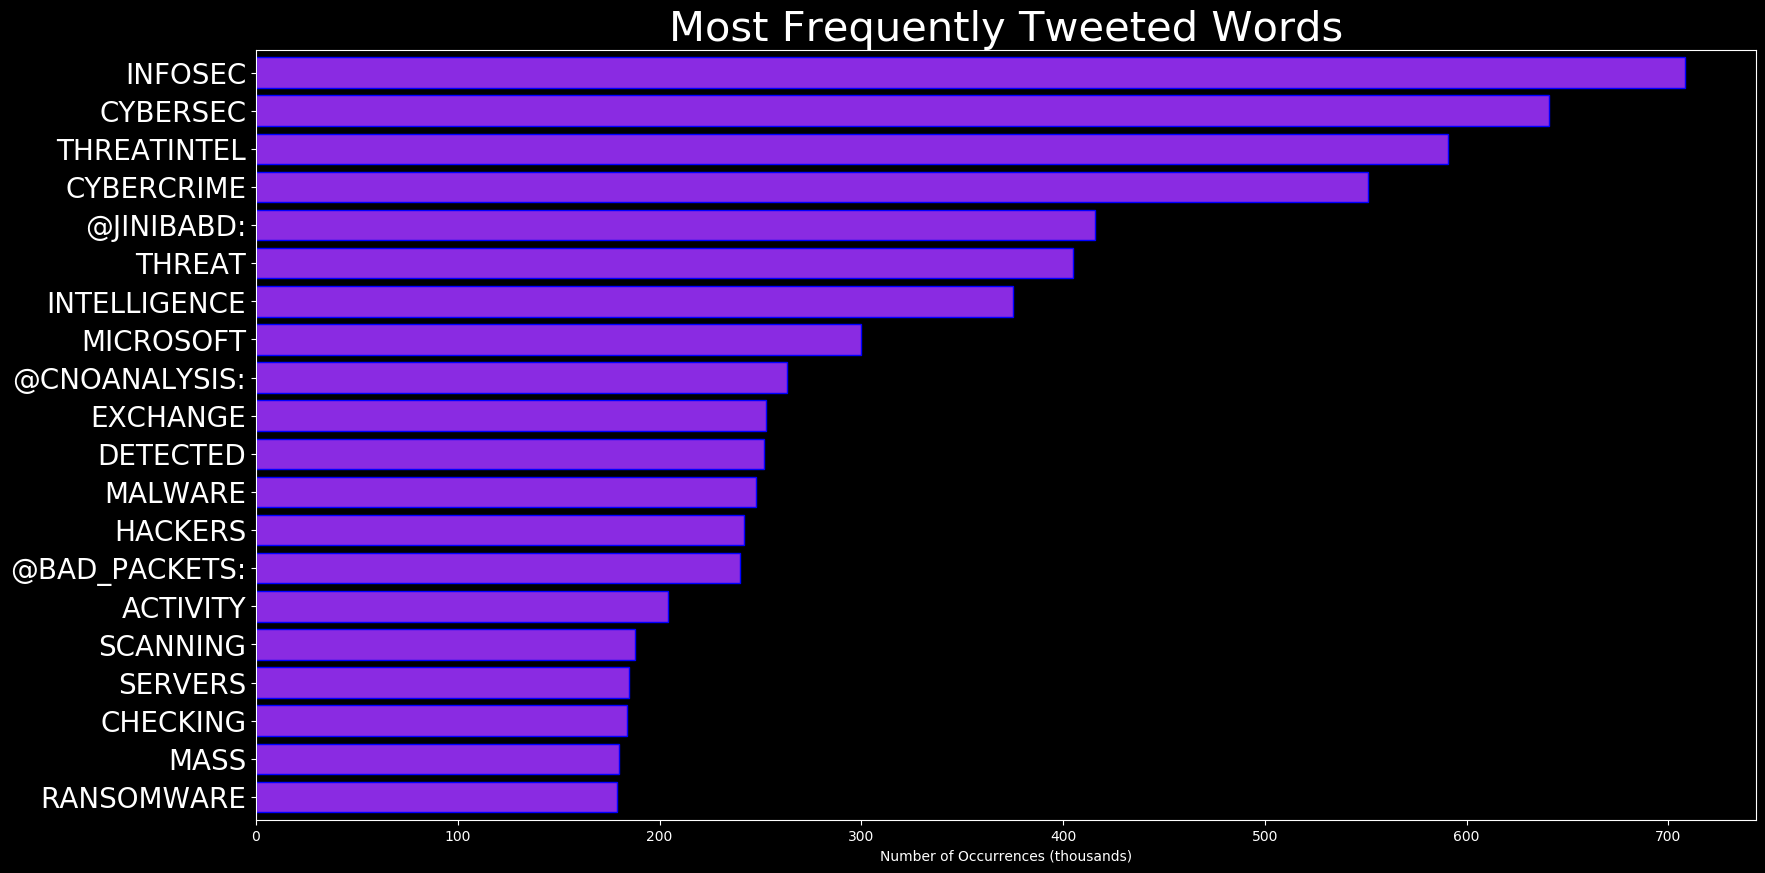 Most Frequently Tweeted Words
INFOSEC
CYBERSEC
THREATINTEL
CYBERCRIME
@JINIBABD:
THREAT
INTELLIGENCE
MICROSOFT
@CNOANALYSIS:
EXCHANGE
DETECTED
MALWARE
HACKERS
@BAD_PACKETS:
ACTIVITY
SCANNING
SERVERS
CHECKING
MASS
RANSOMWARE
0 100 200 300 400 500 600 700
Number of Occurrences (thousands)